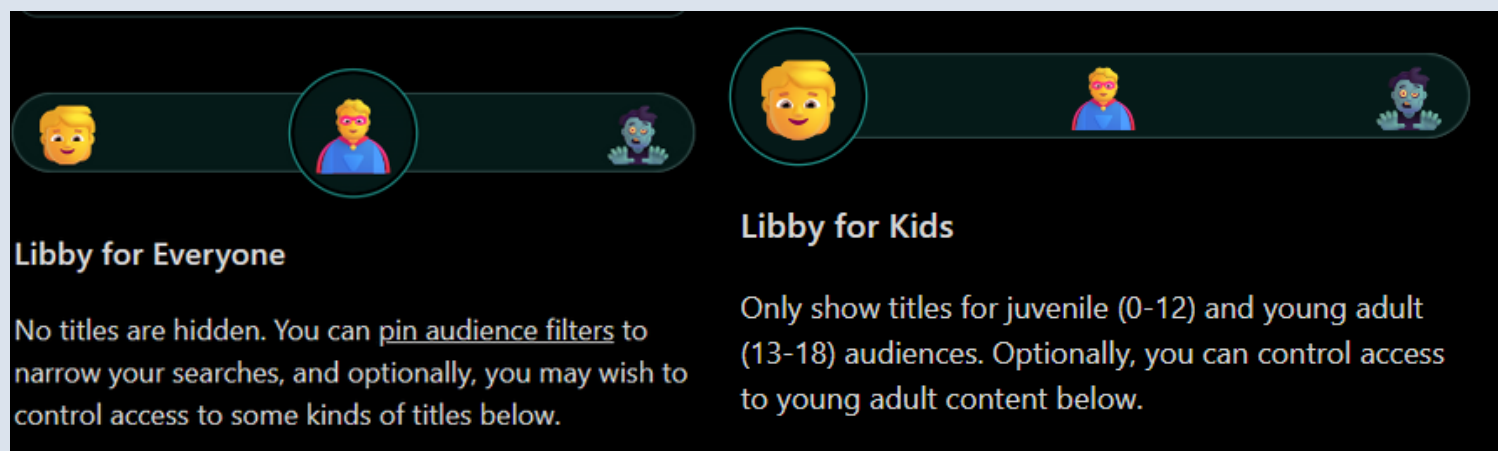 Libby for Everyone
No titles are hidden. You can pin audience filters to
narrow your searches, and optionally, you may wish to
control access to some kinds of titles below.
Libby for Kids
Only show titles for juvenile (0-12) and young adult
(13-18) audiences. Optionally, you can control access
to young adult content below.